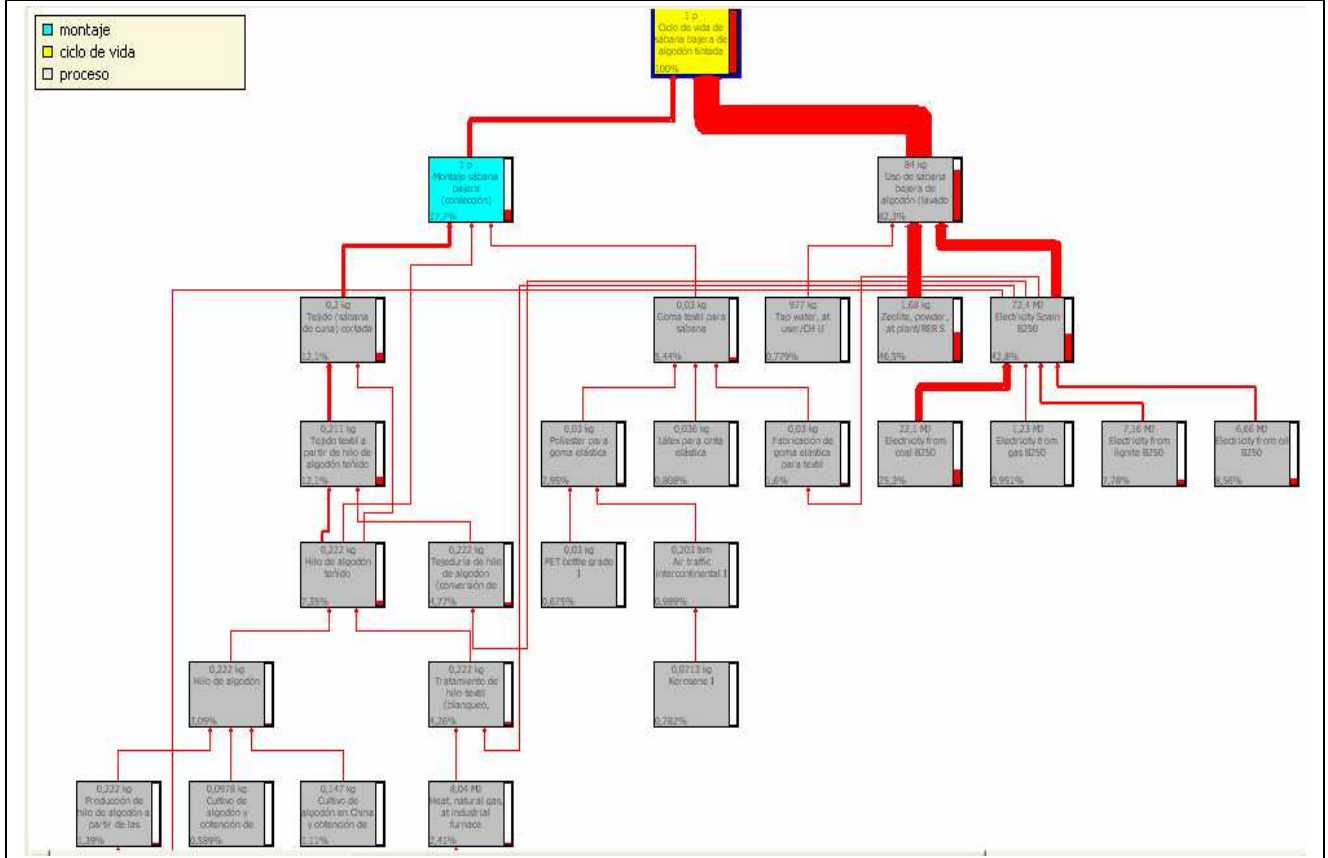 montaje
ciclo de vida
proceso
1 p
Ciclo de vida de
sábana bajera de
algodón tintada
100%
1 p
Montaje sábana
bajera
(confección)
17,7%
84 kg
Uso de sábana
bajera de
algodón (lavado
82,3%
0,2 kg
Tejido (sábana
de cuna) cortada
12,1%
0,03 kg
Goma textil para
sábana
5,44%
977 kg
Tap water, at
user/CH U
0,779%
1,68 kg
Zeolite, powder,
at plant/RER S
46,5%
72,4 MJ
Electricity Spain
B250
42,8%
0,211 kg
Tejido textil a
partir de hilo de
algodón teñido
12,1%
0,03 kg
Poliester para
goma elástica
2,99%
0,036 kg
Látex para cinta
elástica
0,808%
0,03 kg
Fabricación de
goma elástica
para textil
1,6%
22,1 MJ
Electricity from
coal B250
25,3%
1,23 MJ
Electricity from
gas B250
0,951%
7,16 MJ
Electricity from
lignite B250
7,78%
6,66 MJ
Electricity from oil
B250
8,56%
0,222 kg
Hilo de algodón
teñido
7,35%
0,222 kg
Tejeduría de hilo
de algodón
(conversión de
4,77%
0,03 kg
PET bottle grade
I
0,675%
0,203 tkm
Air traffic
intercontinental I
0,989%
0,222 kg
Hilo de algodón
3,09%
0,222 kg
Tratamiento de
hilo-textil
(blanqueo,
4,26%
0,0713 kg
Kerosene I
0,782%
0,222 kg
Producción de
hilo de algodón a
partir de las
1,39%
0,0978 kg
Cultivo de
algodón y
obtención de
0,589%
0,147 kg
Cultivo de
algodón en China
y obtención de
1,11%
8,04 MJ
Heat, natural gas,
at industrial
furnace
2,41%